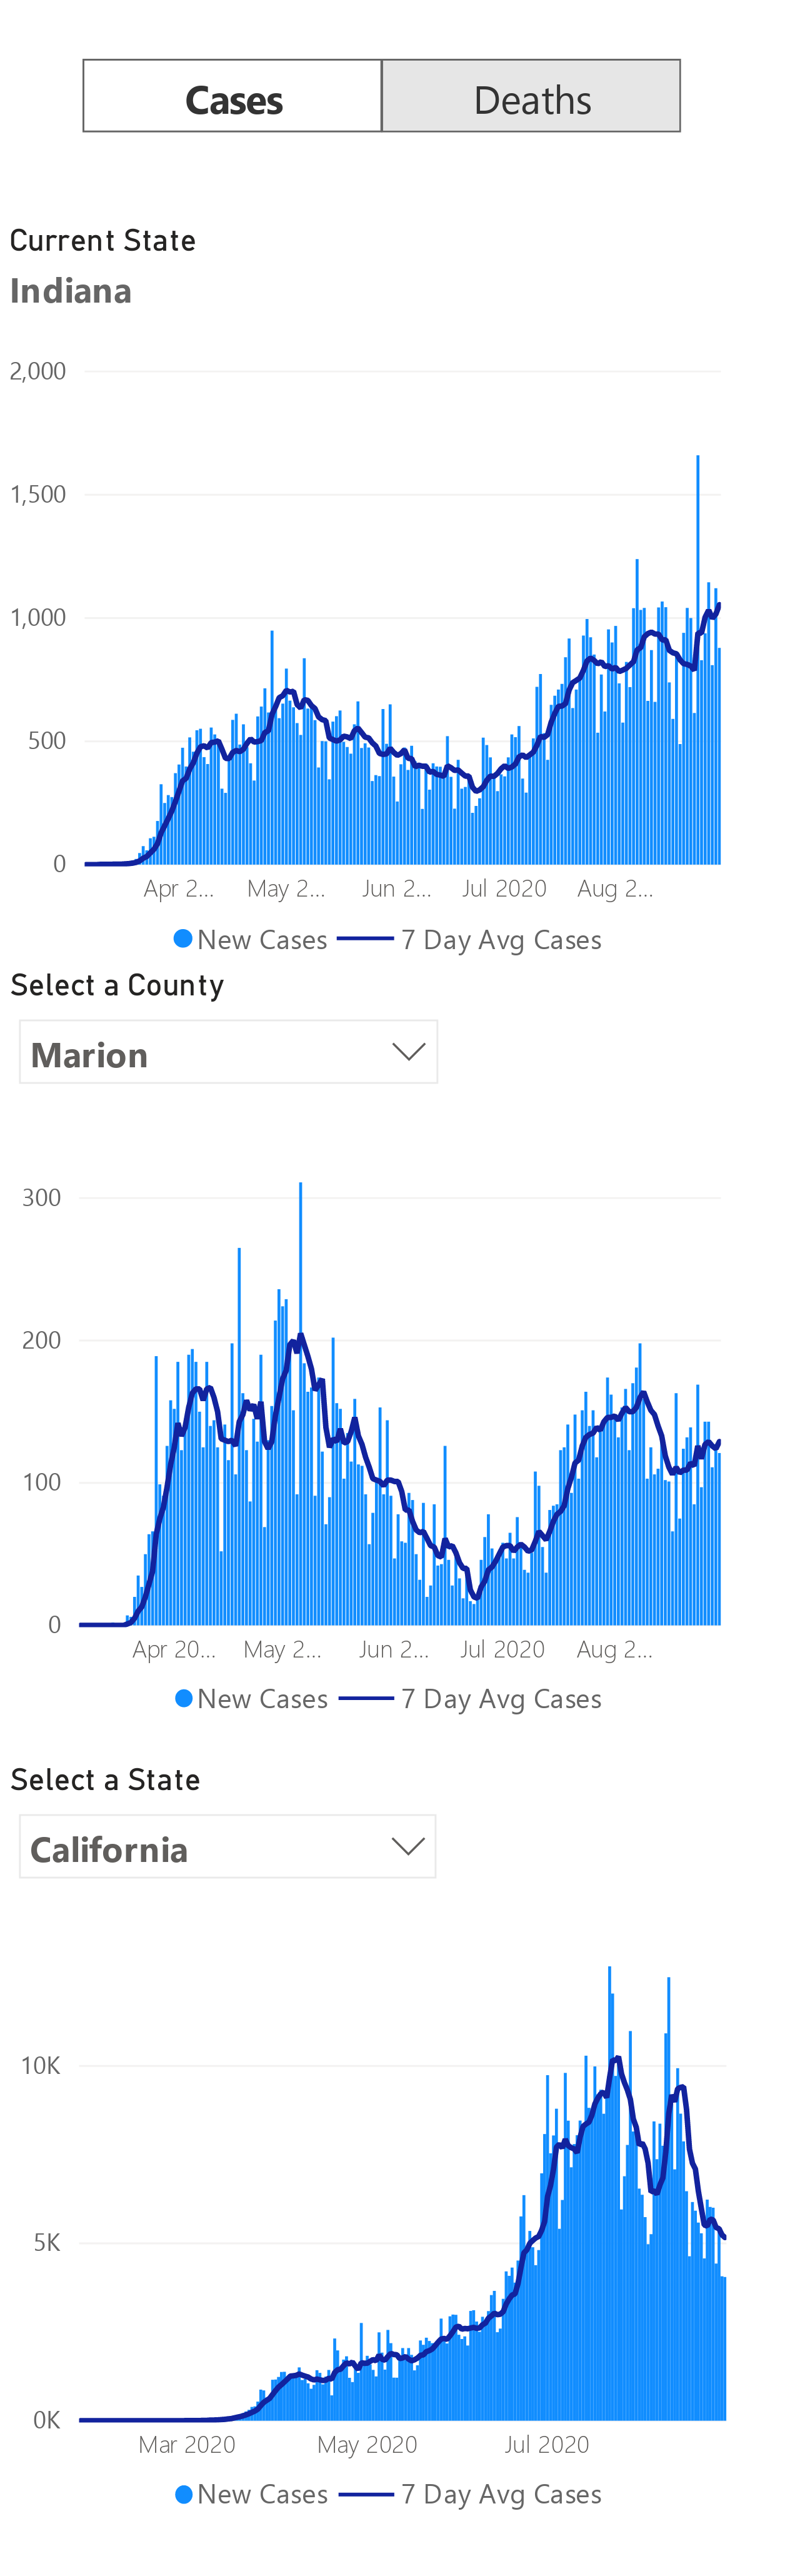 Cases Deaths
Current State
Indiana
2,000
1,500
1,000
500
0
Apr 2... May 2... Jun 2... Jul 2020 Aug 2...
New Cases 7 Day Avg Cases
Select a County
Marion
300
200
100
0
Apr 20... May 2... Jun 2... Jul 2020 Aug 2...
New Cases 7 Day Avg Cases
Select a State
California
10K
5K
0K
Mar 2020 May 2020 Jul 2020
New Cases 7 Day Avg Cases